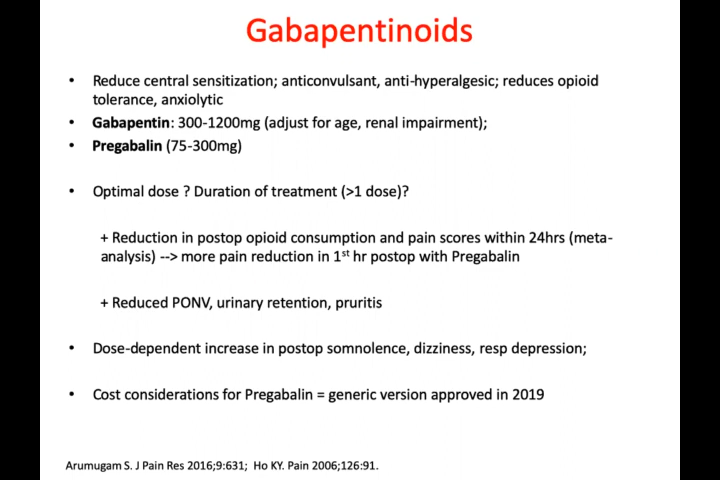 Gabapentinoids
• Reduce central sensitization; anticonvulsant, anti-hyperalgesic; reduces opioid
tolerance, anxiolytic
• Gabapentin: 300-1200mg (adjust for age, renal impairment);
• Pregabalin (75-300mg)
• Optimal dose ? Duration of treatment (>1 dose)?
+ Reduction in postop opioid consumption and pain scores within 24hrs (meta-
analysis) --> more pain reduction in 1st hr postop with Pregabalin
+ Reduced PONV, urinary retention, pruritis
• Dose-dependent increase in postop somnolence, dizziness, resp depression;
• Cost considerations for Pregabalin = generic version approved in 2019
Arumugam S. J Pain Res 2016;9:631; Ho KY. Pain 2006;126:91.